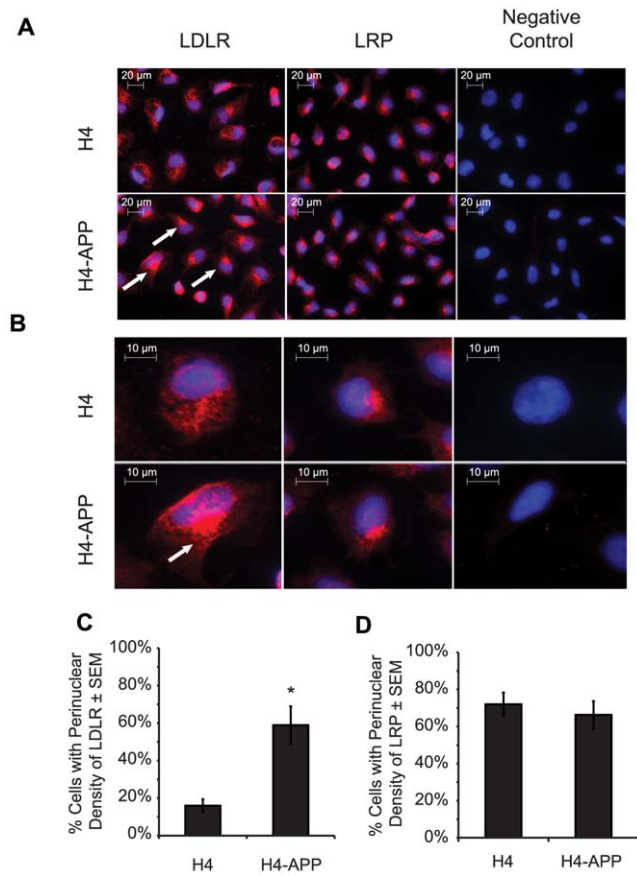 A
LDLR
LRP
Negative
Control
H4
20 µm
20 µm
20 µm
H4-APP
20 µm
20 µm
20 µm
B
H4
10 µm
10 µm
10 µm
H4-APP
10 µm
10 µm
10 µm
C
% Cells with Perinuclear
Density of LDLR ± SEM
100%
80%
60%
40%
20%
0%
*
H4
H4-APP
D
% Cells with Perinuclear
Density of LRP ± SEM
100%
80%
60%
40%
20%
0%
H4
H4-APP